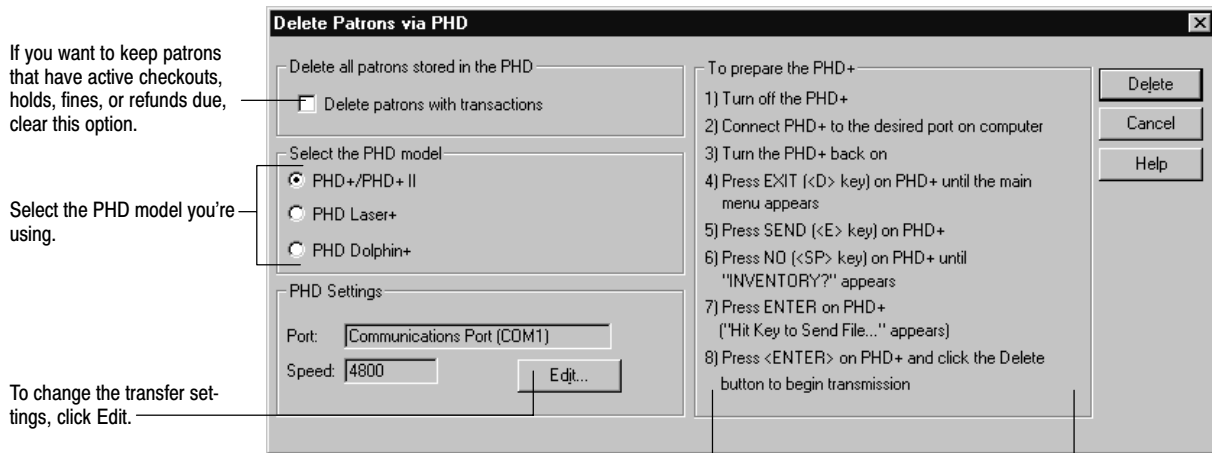 Delete Patrons via PHD
If you want to keep patrons
that have active checkouts,
holds, fines, or refunds due,
clear this option.
Delete all patrons stored in the PHD
Delete patrons with transactions
Select the PHD model you're
using.
Select the PHD model
PHD+/PHD+ II
PHD Laser+
PHD Dolphin+
To change the transfer set-
tings, click Edit.
PHD Settings
Port: Communications Port (COM1)
Speed: 4800
Edit...
To prepare the PHD+
1) Turn off the PHD+
2) Connect PHD+ to the desired port on computer
3) Turn the PHD+ back on
4) Press EXIT (<D> key) on PHD+ until the main
menu appears
5) Press SEND (<E> key) on PHD+
6) Press NO (<SP> key) on PHD+ until
"INVENTORY?" appears
7) Press ENTER on PHD+
("Hit Key to Send File..." appears)
8) Press <ENTER> on PHD+ and click the Delete
button to begin transmission
Delete
Cancel
Help